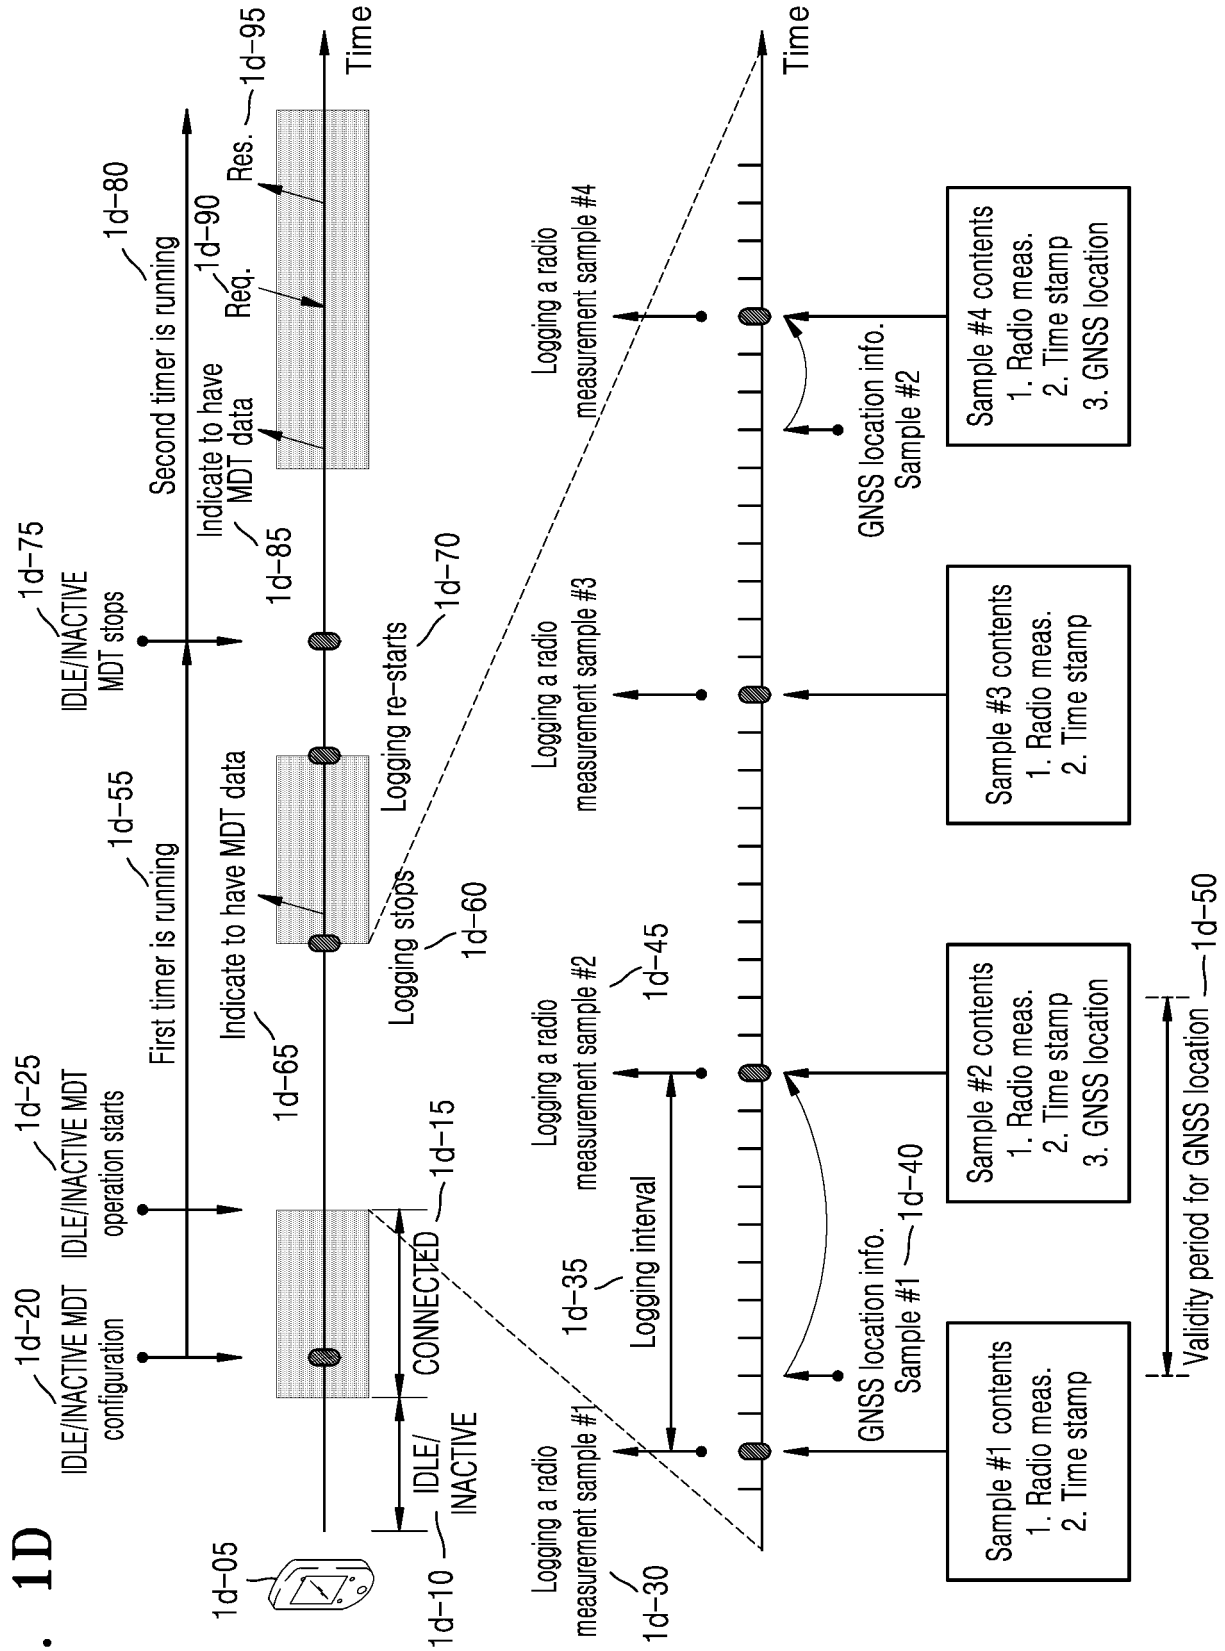 . 1D
1d-05
1d-10
IDLE/
INACTIVE
CONNECTED
1d-15
1d-20
IDLE/INACTIVE MDT
configuration
1d-25
IDLE/INACTIVE MDT
operation starts
First timer is running
1d-55
Indicate to have MDT data
1d-65
Logging stops
1d-60
Logging re-starts
1d-70
1d-75
IDLE/INACTIVE
MDT stops
Second timer is running
1d-80
Indicate to have
MDT data
1d-85
Req.
1d-90
Res.
1d-95
Time
Logging a radio
measurement sample #1
1d-30
1d-35
Logging interval
Logging a radio
measurement sample #2
1d-45
Logging a radio
measurement sample #3
Logging a radio
measurement sample #4
Time
GNSS location info.
Sample #1
1d-40
GNSS location info.
Sample #2
Sample #1 contents
1. Radio meas.
2. Time stamp
Sample #2 contents
1. Radio meas.
2. Time stamp
3. GNSS location
Sample #3 contents
1. Radio meas.
2. Time stamp
Sample #4 contents
1. Radio meas.
2. Time stamp
3. GNSS location
Validity period for GNSS location
1d-50